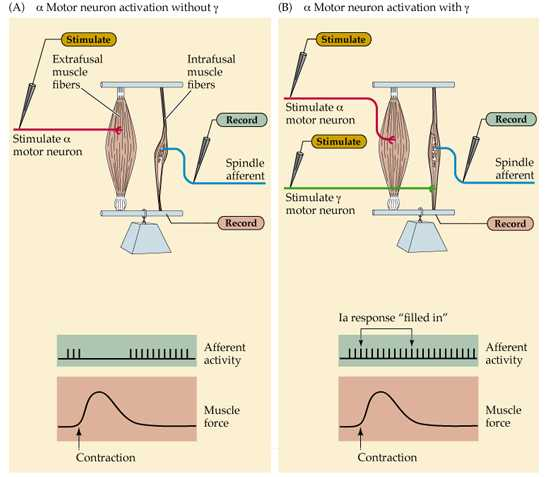 (A) α Motor neuron activation without γ
Stimulate
Extrafusal
muscle
fibers
Intrafusal
muscle
fibers
Record
Stimulate α
motor neuron
Spindle
afferent
Record
Afferent
activity
Muscle
force
Contraction
(B) α Motor neuron activation with γ
Stimulate
Stimulate α
motor neuron
Record
Stimulate
Spindle
afferent
Stimulate γ
motor neuron
Record
Ia response “filled in”
Afferent
activity
Muscle
force
Contraction